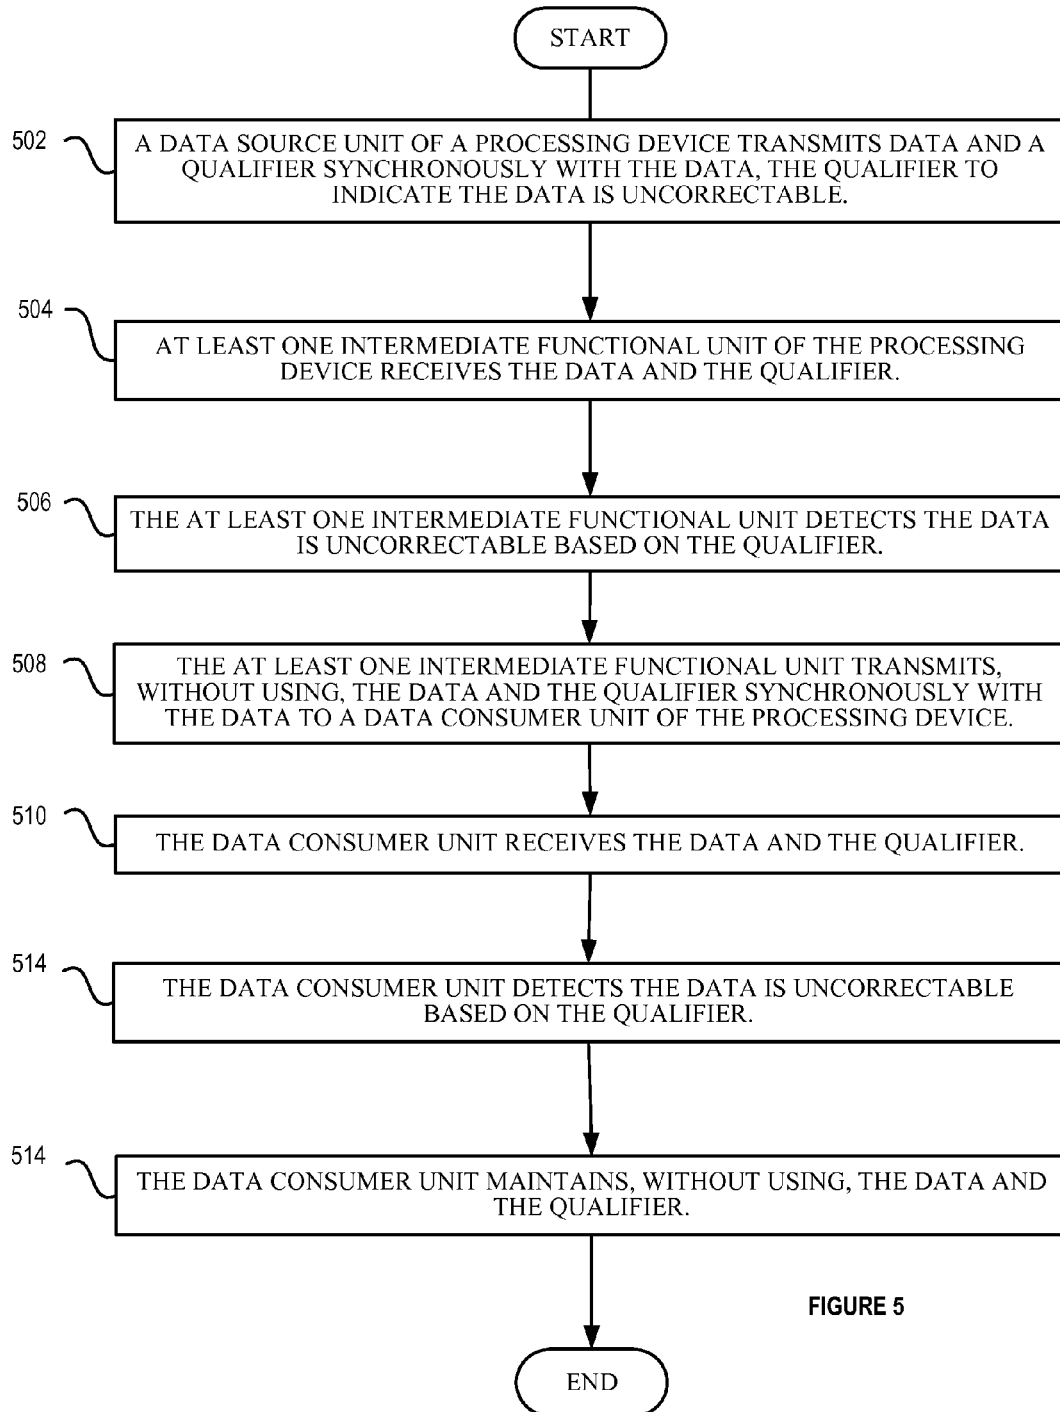 START
502
A DATA SOURCE UNIT OF A PROCESSING DEVICE TRANSMITS DATA AND A
QUALIFIER SYNCHRONOUSLY WITH THE DATA, THE QUALIFIER TO
INDICATE THE DATA IS UNCORRECTABLE.
504
AT LEAST ONE INTERMEDIATE FUNCTIONAL UNIT OF THE PROCESSING
DEVICE RECEIVES THE DATA AND THE QUALIFIER.
506
THE AT LEAST ONE INTERMEDIATE FUNCTIONAL UNIT DETECTS THE DATA
IS UNCORRECTABLE BASED ON THE QUALIFIER.
508
THE AT LEAST ONE INTERMEDIATE FUNCTIONAL UNIT TRANSMITS,
WITHOUT USING, THE DATA AND THE QUALIFIER SYNCHRONOUSLY WITH
THE DATA TO A DATA CONSUMER UNIT OF THE PROCESSING DEVICE.
510
THE DATA CONSUMER UNIT RECEIVES THE DATA AND THE QUALIFIER.
514
THE DATA CONSUMER UNIT DETECTS THE DATA IS UNCORRECTABLE
BASED ON THE QUALIFIER.
514
THE DATA CONSUMER UNIT MAINTAINS, WITHOUT USING, THE DATA AND
THE QUALIFIER.
FIGURE 5
END